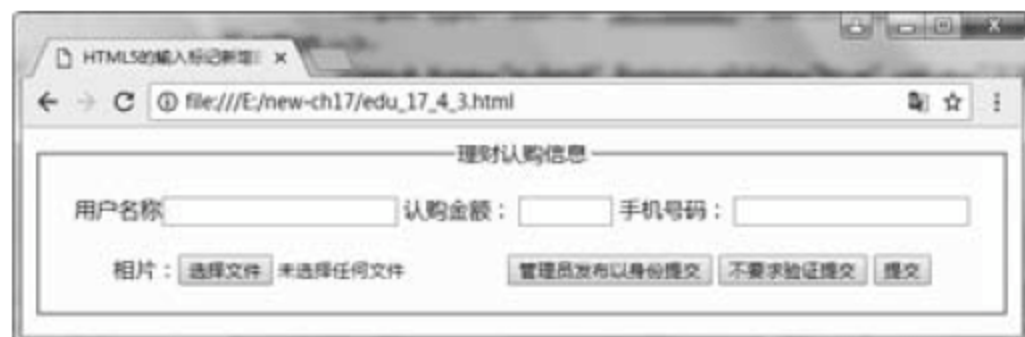 HTML5的输入标记新增
file:///E:/new-ch17/edu_17_4_3.html
理财认购信息
用户名称 认购金额： 手机号码：
相片： 选择文件 未选择任何文件 管理员发布以身份提交 不要求验证提交 提交